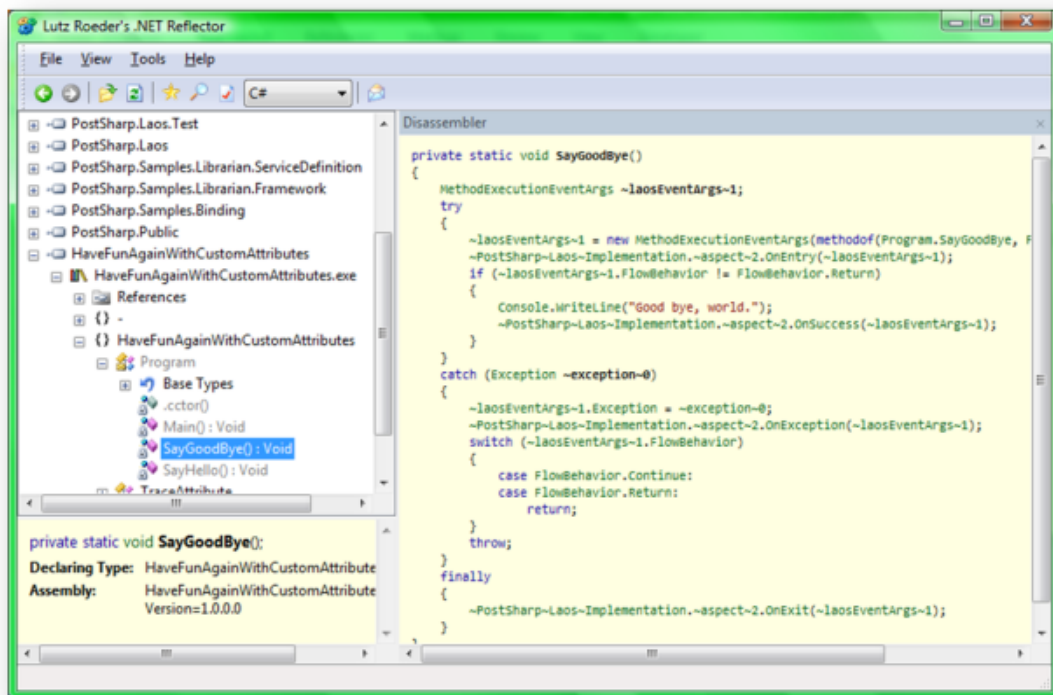 Lutz Roeder's .NET Reflector
File View Tools Help
C#
PostSharp.Laos.Test
PostSharp.Laos
PostSharp.Samples.Librarian.ServiceDefinition
PostSharp.Samples.Librarian.Framework
PostSharp.Samples.Binding
PostSharp.Public
HaveFunAgainWithCustomAttributes
HaveFunAgainWithCustomAttributes.exe
References
{} -
{} HaveFunAgainWithCustomAttributes
Program
Base Types
.cctor()
Main() : Void
SayGoodBye() : Void
SayHello() : Void
TraceAttribute
private static void SayGoodBye();
Declaring Type: HaveFunAgainWithCustomAttribute
Assembly: HaveFunAgainWithCustomAttribute
Version=1.0.0.0
Disassembler
private static void SayGoodBye()
{
MethodExecutionEventArgs ~laosEventArgs~1;
try
{
~laosEventArgs~1 = new MethodExecutionEventArgs(methodof(Program.SayGoodBye, F
~PostSharp~Laos~Implementation.~aspect~2.OnEntry(~laosEventArgs~1);
if (~laosEventArgs~1.FlowBehavior != FlowBehavior.Return)
{
Console.WriteLine("Good bye, world.");
~PostSharp~Laos~Implementation.~aspect~2.OnSuccess(~laosEventArgs~1);
}
}
catch (Exception ~exception~0)
{
~laosEventArgs~1.Exception = ~exception~0;
~PostSharp~Laos~Implementation.~aspect~2.OnException(~laosEventArgs~1);
switch (~laosEventArgs~1.FlowBehavior)
{
case FlowBehavior.Continue:
case FlowBehavior.Return:
return;
}
throw;
}
finally
{
~PostSharp~Laos~Implementation.~aspect~2.OnExit(~laosEventArgs~1);
}
}